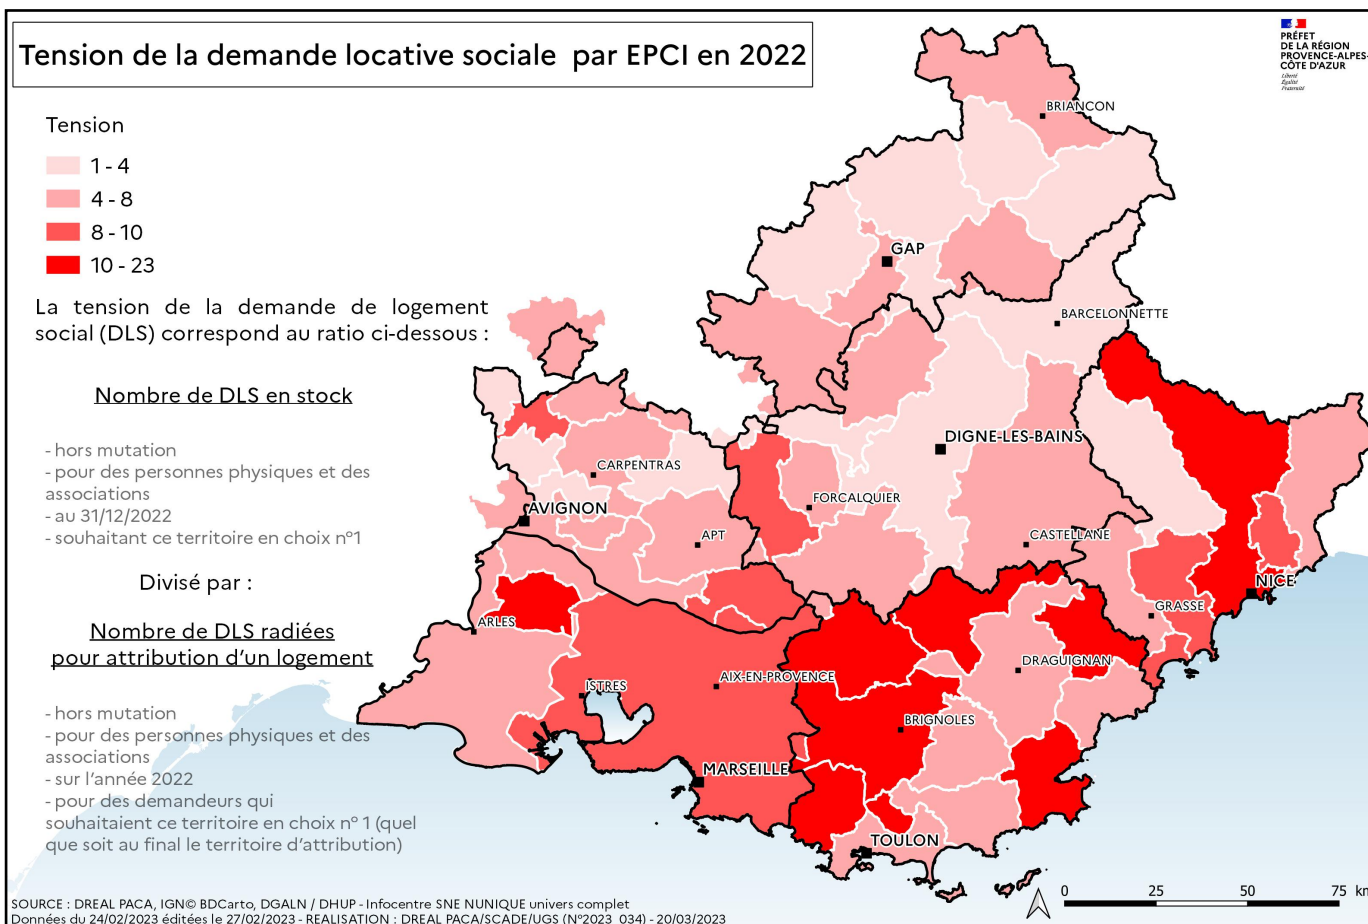 Tension de la demande locative sociale par EPCI en 2022
PRÉFET
DE LA RÉGION
PROVENCE-ALPES-
CÔTE D'AZUR
Liberté
Égalité
Fraternité
Tension
1 - 4
4 - 8
8 - 10
10 - 23
La tension de la demande de logement
social (DLS) correspond au ratio ci-dessous :
Nombre de DLS en stock
- hors mutation
- pour des personnes physiques et des
associations
- au 31/12/2022
- souhaitant ce territoire en choix n°1
Divisé par :
Nombre de DLS radiées
pour attribution d'un logement
- hors mutation
- pour des personnes physiques et des
associations
- sur l'année 2022
- pour des demandeurs qui
souhaitaient ce territoire en choix n° 1 (quel
que soit au final le territoire d'attribution)
BRIANCON
GAP
BARCELONNETTE
DIGNE-LES-BAINS
CARPENTRAS
FORCALQUIER
AVIGNON
APT
CASTELLANE
NICE
GRASSE
ARLES
DRAGUIGNAN
AIX-EN-PROVENCE
ISTRES
BRIGNOLES
MARSEILLE
TOULON
0 25 50 75 km
SOURCE : DREAL PACA, IGN© BDCarto, DGALN / DHUP - Infocentre SNE NUNIQUE univers complet
Données du 24/02/2023 éditées le 27/02/2023 - REALISATION : DREAL PACA/SCADE/UGS (N°2023_034) - 20/03/2023